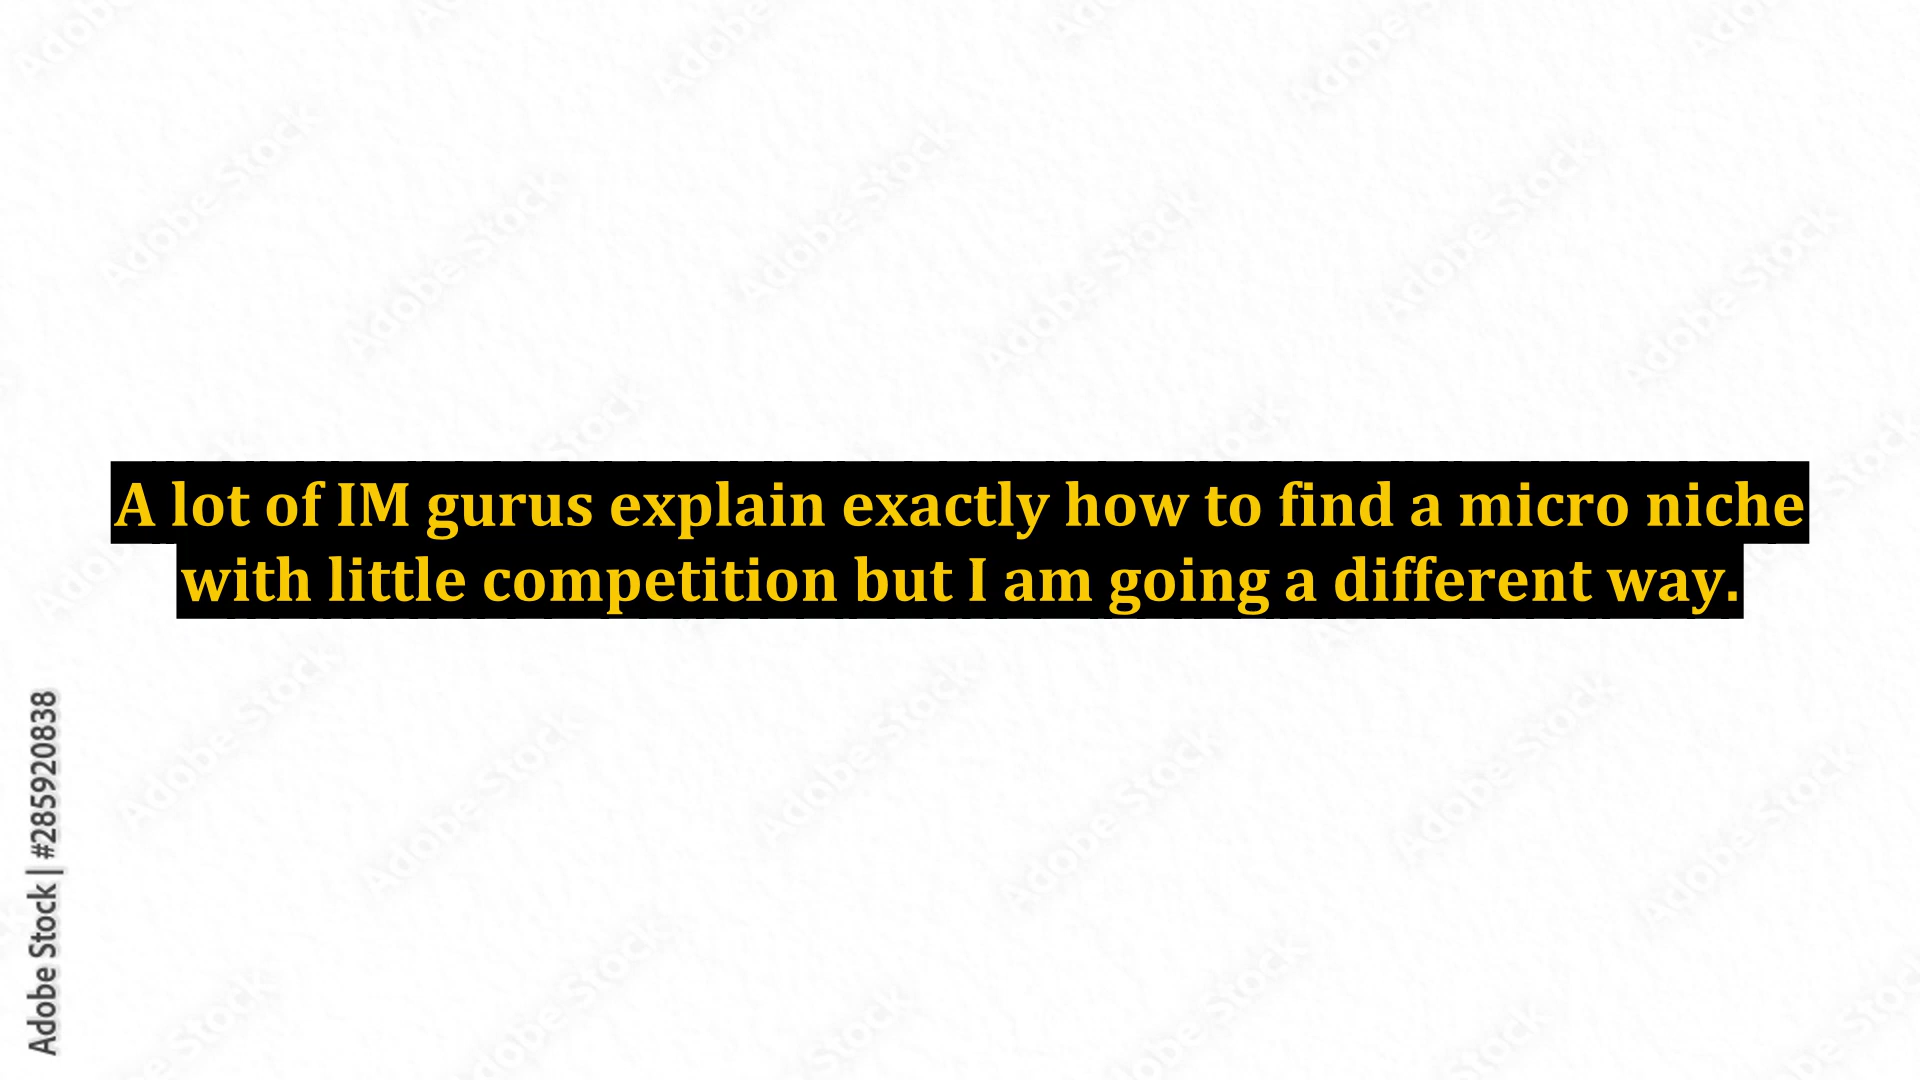 A lot of IM gurus explain exactly how to find a micro niche
with little competition but I am going a different way.
Adobe Stock | #285920838